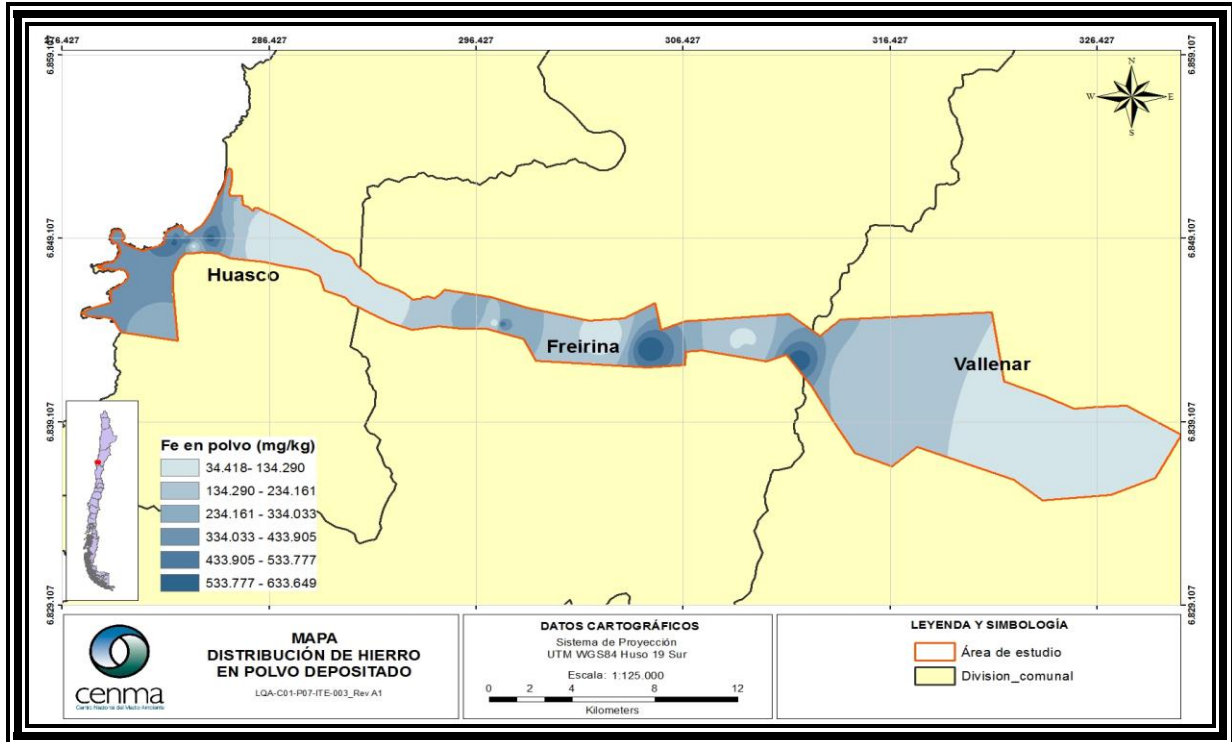 276.427 286.427 296.427 306.427 316.427 326.427
6.859.107 6.859.107
N
W E
S
6.849.107 6.849.107
Huasco
Freirina
Vallenar
6.839.107 6.839.107
Fe en polvo (mg/kg)
34.418- 134.290
134.290 - 234.161
234.161 - 334.033
334.033 - 433.905
433.905 - 533.777
533.777 - 633.649
6.829.107 6.829.107
cenma
Centro Nacional del Medio Ambiente
MAPA
DISTRIBUCIÓN DE HIERRO
EN POLVO DEPOSITADO
LQA-C01-P07-ITE-003_Rev A1
DATOS CARTOGRÁFICOS
Sistema de Proyección
UTM WGS84 Huso 19 Sur
Escala: 1:125.000
0 2 4 8 12
Kilometers
LEYENDA Y SIMBOLOGÍA
Área de estudio
Division_comunal